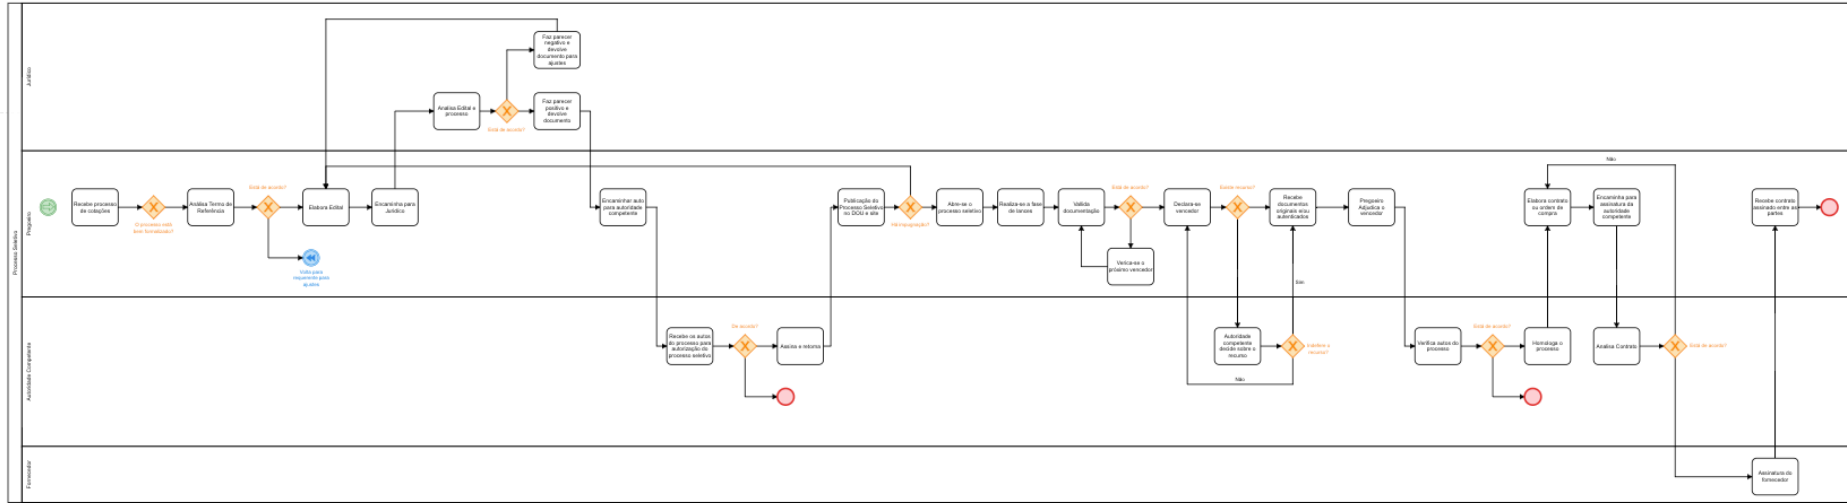 Processo Seletivo
Jurídico
Faz parecer
negativo e
devolve
documento para
ajustes
Analisa Edital e
processo
Está de acordo?
Faz parecer
positivo e
devolve
documento
Pregoeiro
Recebe processo
de cotações
O processo está
bem formalizado?
Analisa Termo de
Referência
Está de acordo?
Volta para
requerente para
ajustes
Elabora Edital
Encaminha para
Jurídico
Encaminhar auto
para autoridade
competente
Publicação do
Processo Seletivo
no DOU e site
Há impugnação?
Abre-se o
processo seletivo
Realiza-se a fase
de lances
Valida
documentação
Está de acordo?
Verica-se o
próximo vencedor
Declara-se
vencedor
Existe recurso?
Recebe
documentos
originais e/ou
autenticados
Sim
Pregoeiro
Adjudica o
vencedor
Não
Elabora contrato
ou ordem de
compra
Encaminha para
assinatura da
autoridade
competente
Recebe contrato
assinado entre as
partes
Autoridade Competente
Recebe os autos
do processo para
autorização do
processo seletivo
De acordo?
Assina e retorna
Autoridade
competente
decide sobre o
recurso
Indefere o
recurso?
Não
Verifica autos do
processo
Está de acordo?
Homologa o
processo
Analisa Contrato
Está de acordo?
Fornecedor
Assinatura do
fornecedor